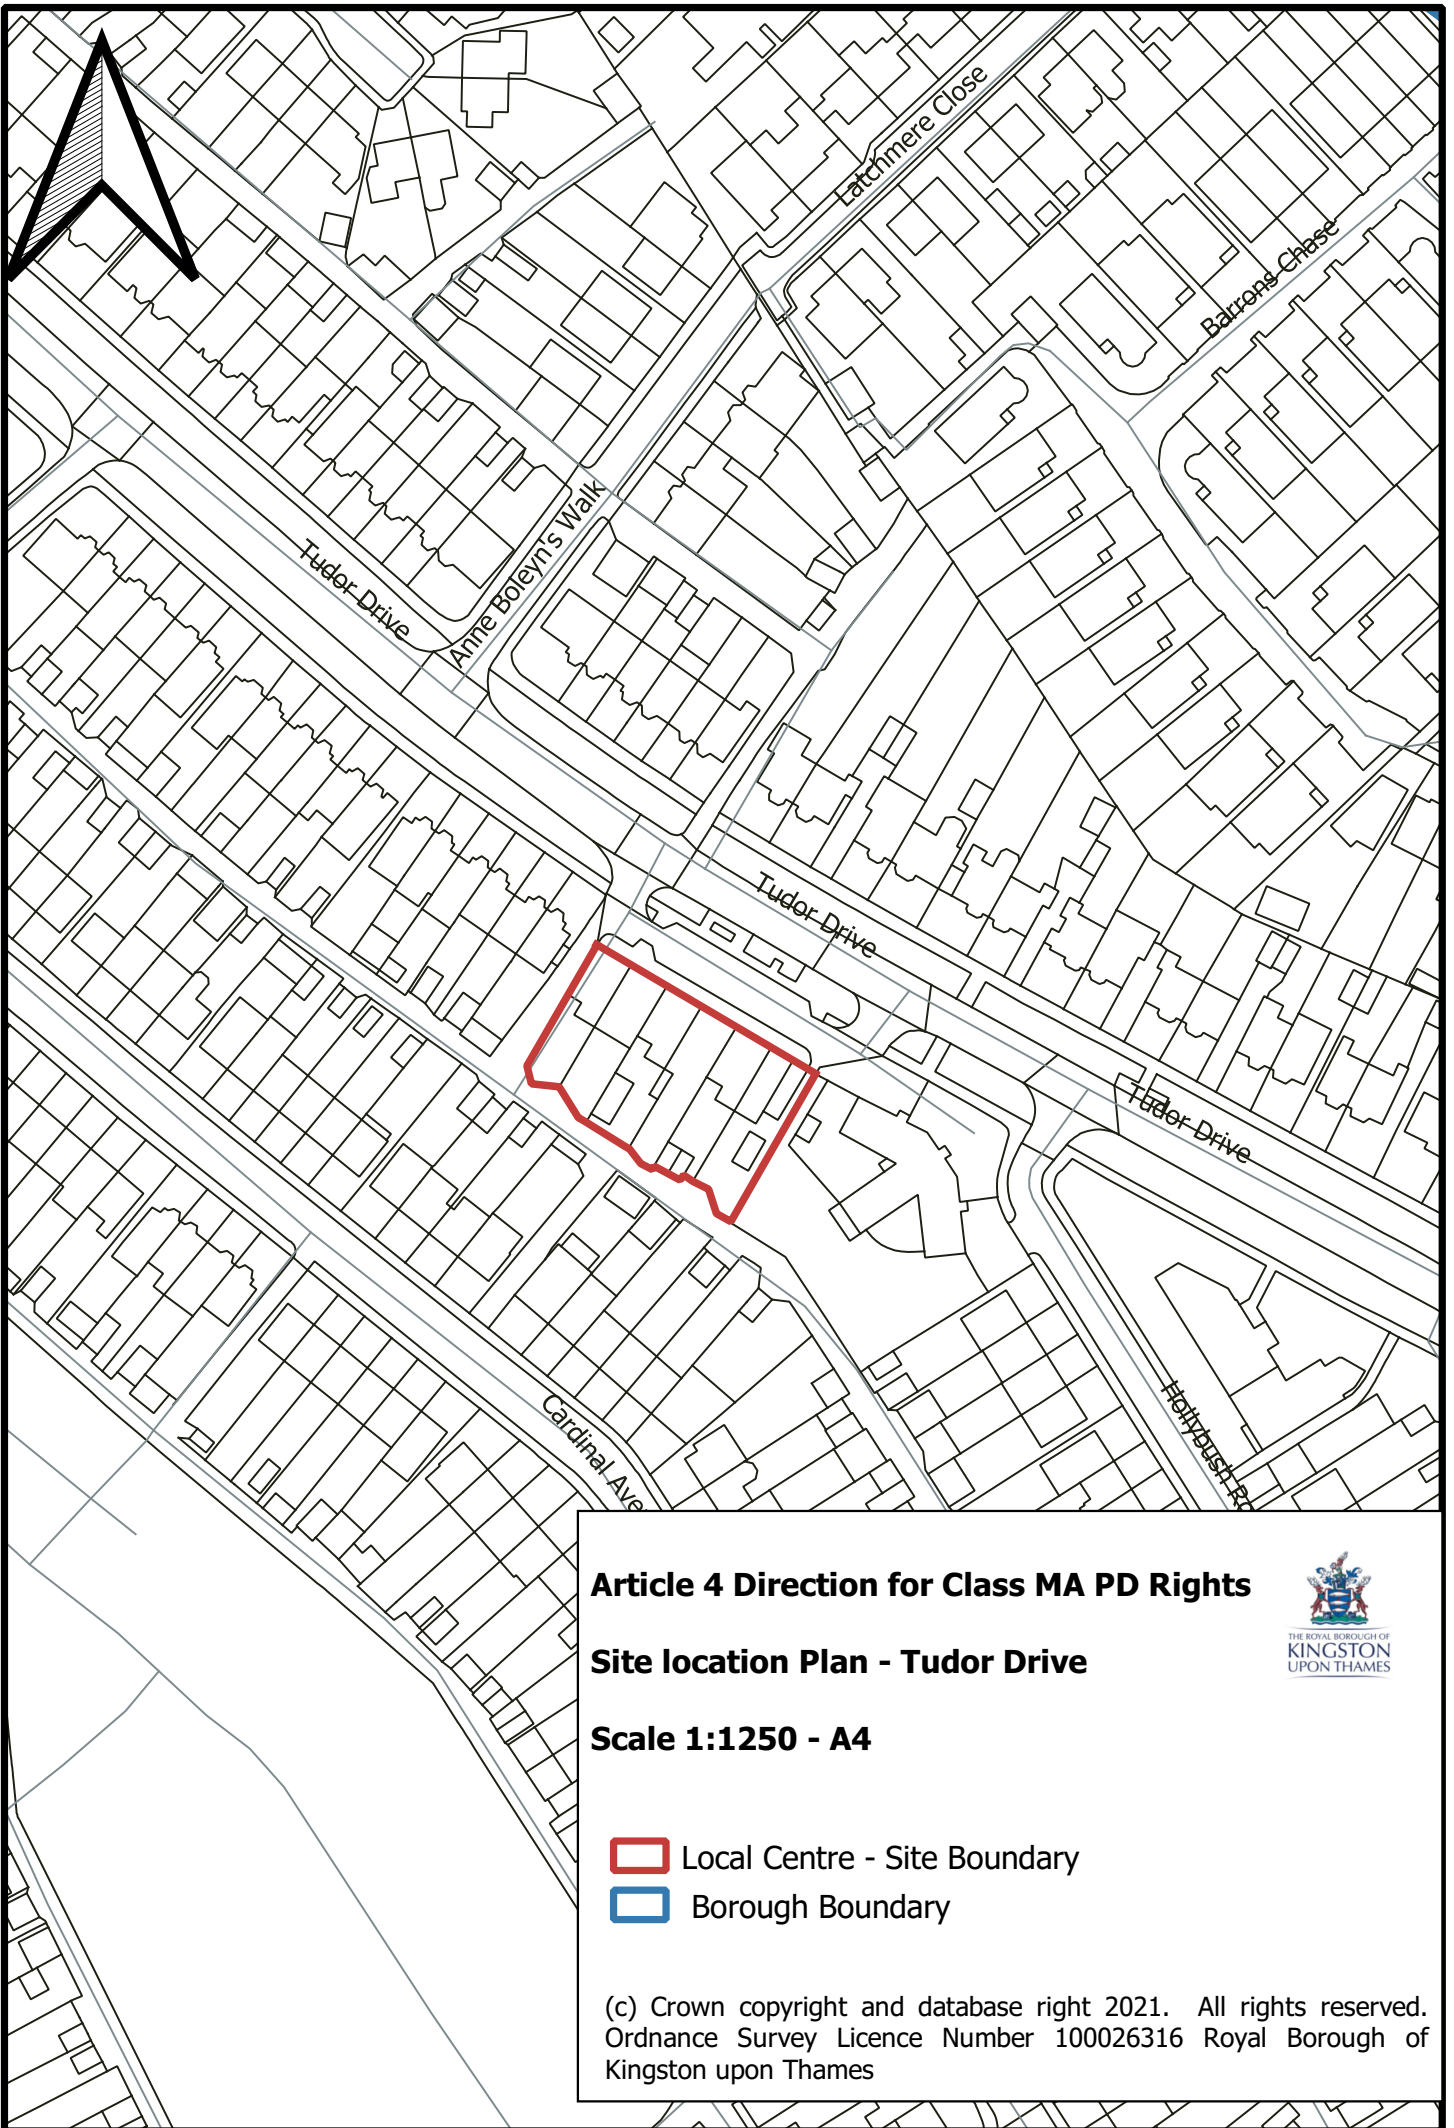 Latchmere Close
Barrons Chase
Anne Boleyn's Walk
Tudor Drive
Tudor Drive
Tudor Drive
Cardinal Ave
Hollybush Ro
Article 4 Direction for Class MA PD Rights
THE ROYAL BOROUGH OF
KINGSTON
UPON THAMES
Site location Plan - Tudor Drive
Scale 1:1250 - A4
Local Centre - Site Boundary
Borough Boundary
(c) Crown copyright and database right 2021. All rights reserved.
Ordnance Survey Licence Number 100026316 Royal Borough of
Kingston upon Thames